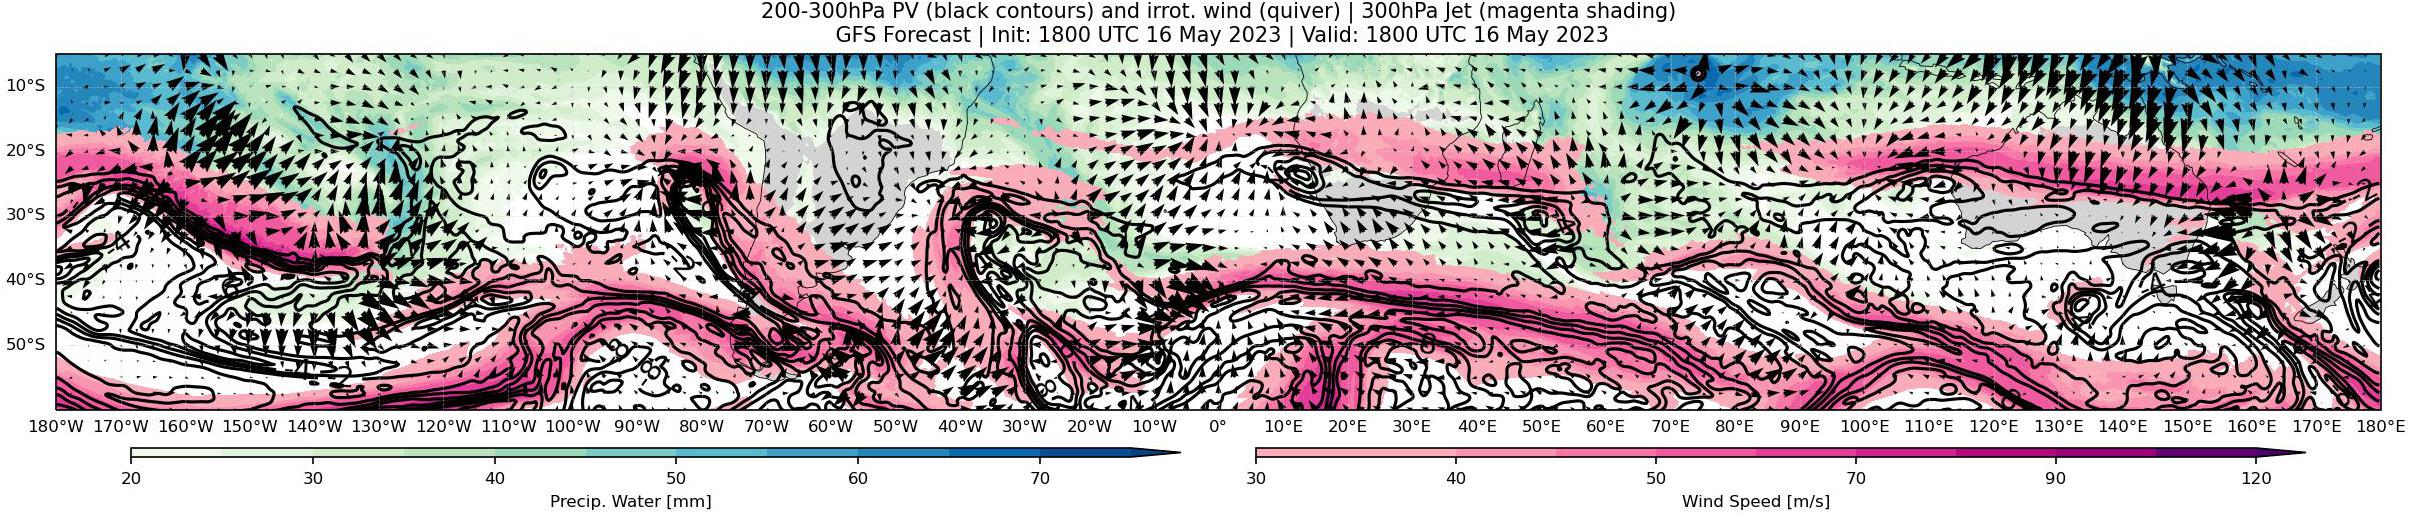 200-300hPa PV (black contours) and irrot. wind (quiver) | 300hPa Jet (magenta shading)
GFS Forecast | Init: 1800 UTC 16 May 2023 | Valid: 1800 UTC 16 May 2023
10°S
20°S
30°S
40°S
50°S
180°W 170°W 160°W 150°W 140°W 130°W 120°W 110°W 100°W 90°W 80°W 70°W 60°W 50°W 40°W 30°W 20°W 10°W 0° 10°E 20°E 30°E 40°E 50°E 60°E 70°E 80°E 90°E 100°E 110°E 120°E 130°E 140°E 150°E 160°E 170°E 180°E
20 30 40 50 60 70
Precip. Water [mm]
30 40 50 70 90 120
Wind Speed [m/s]